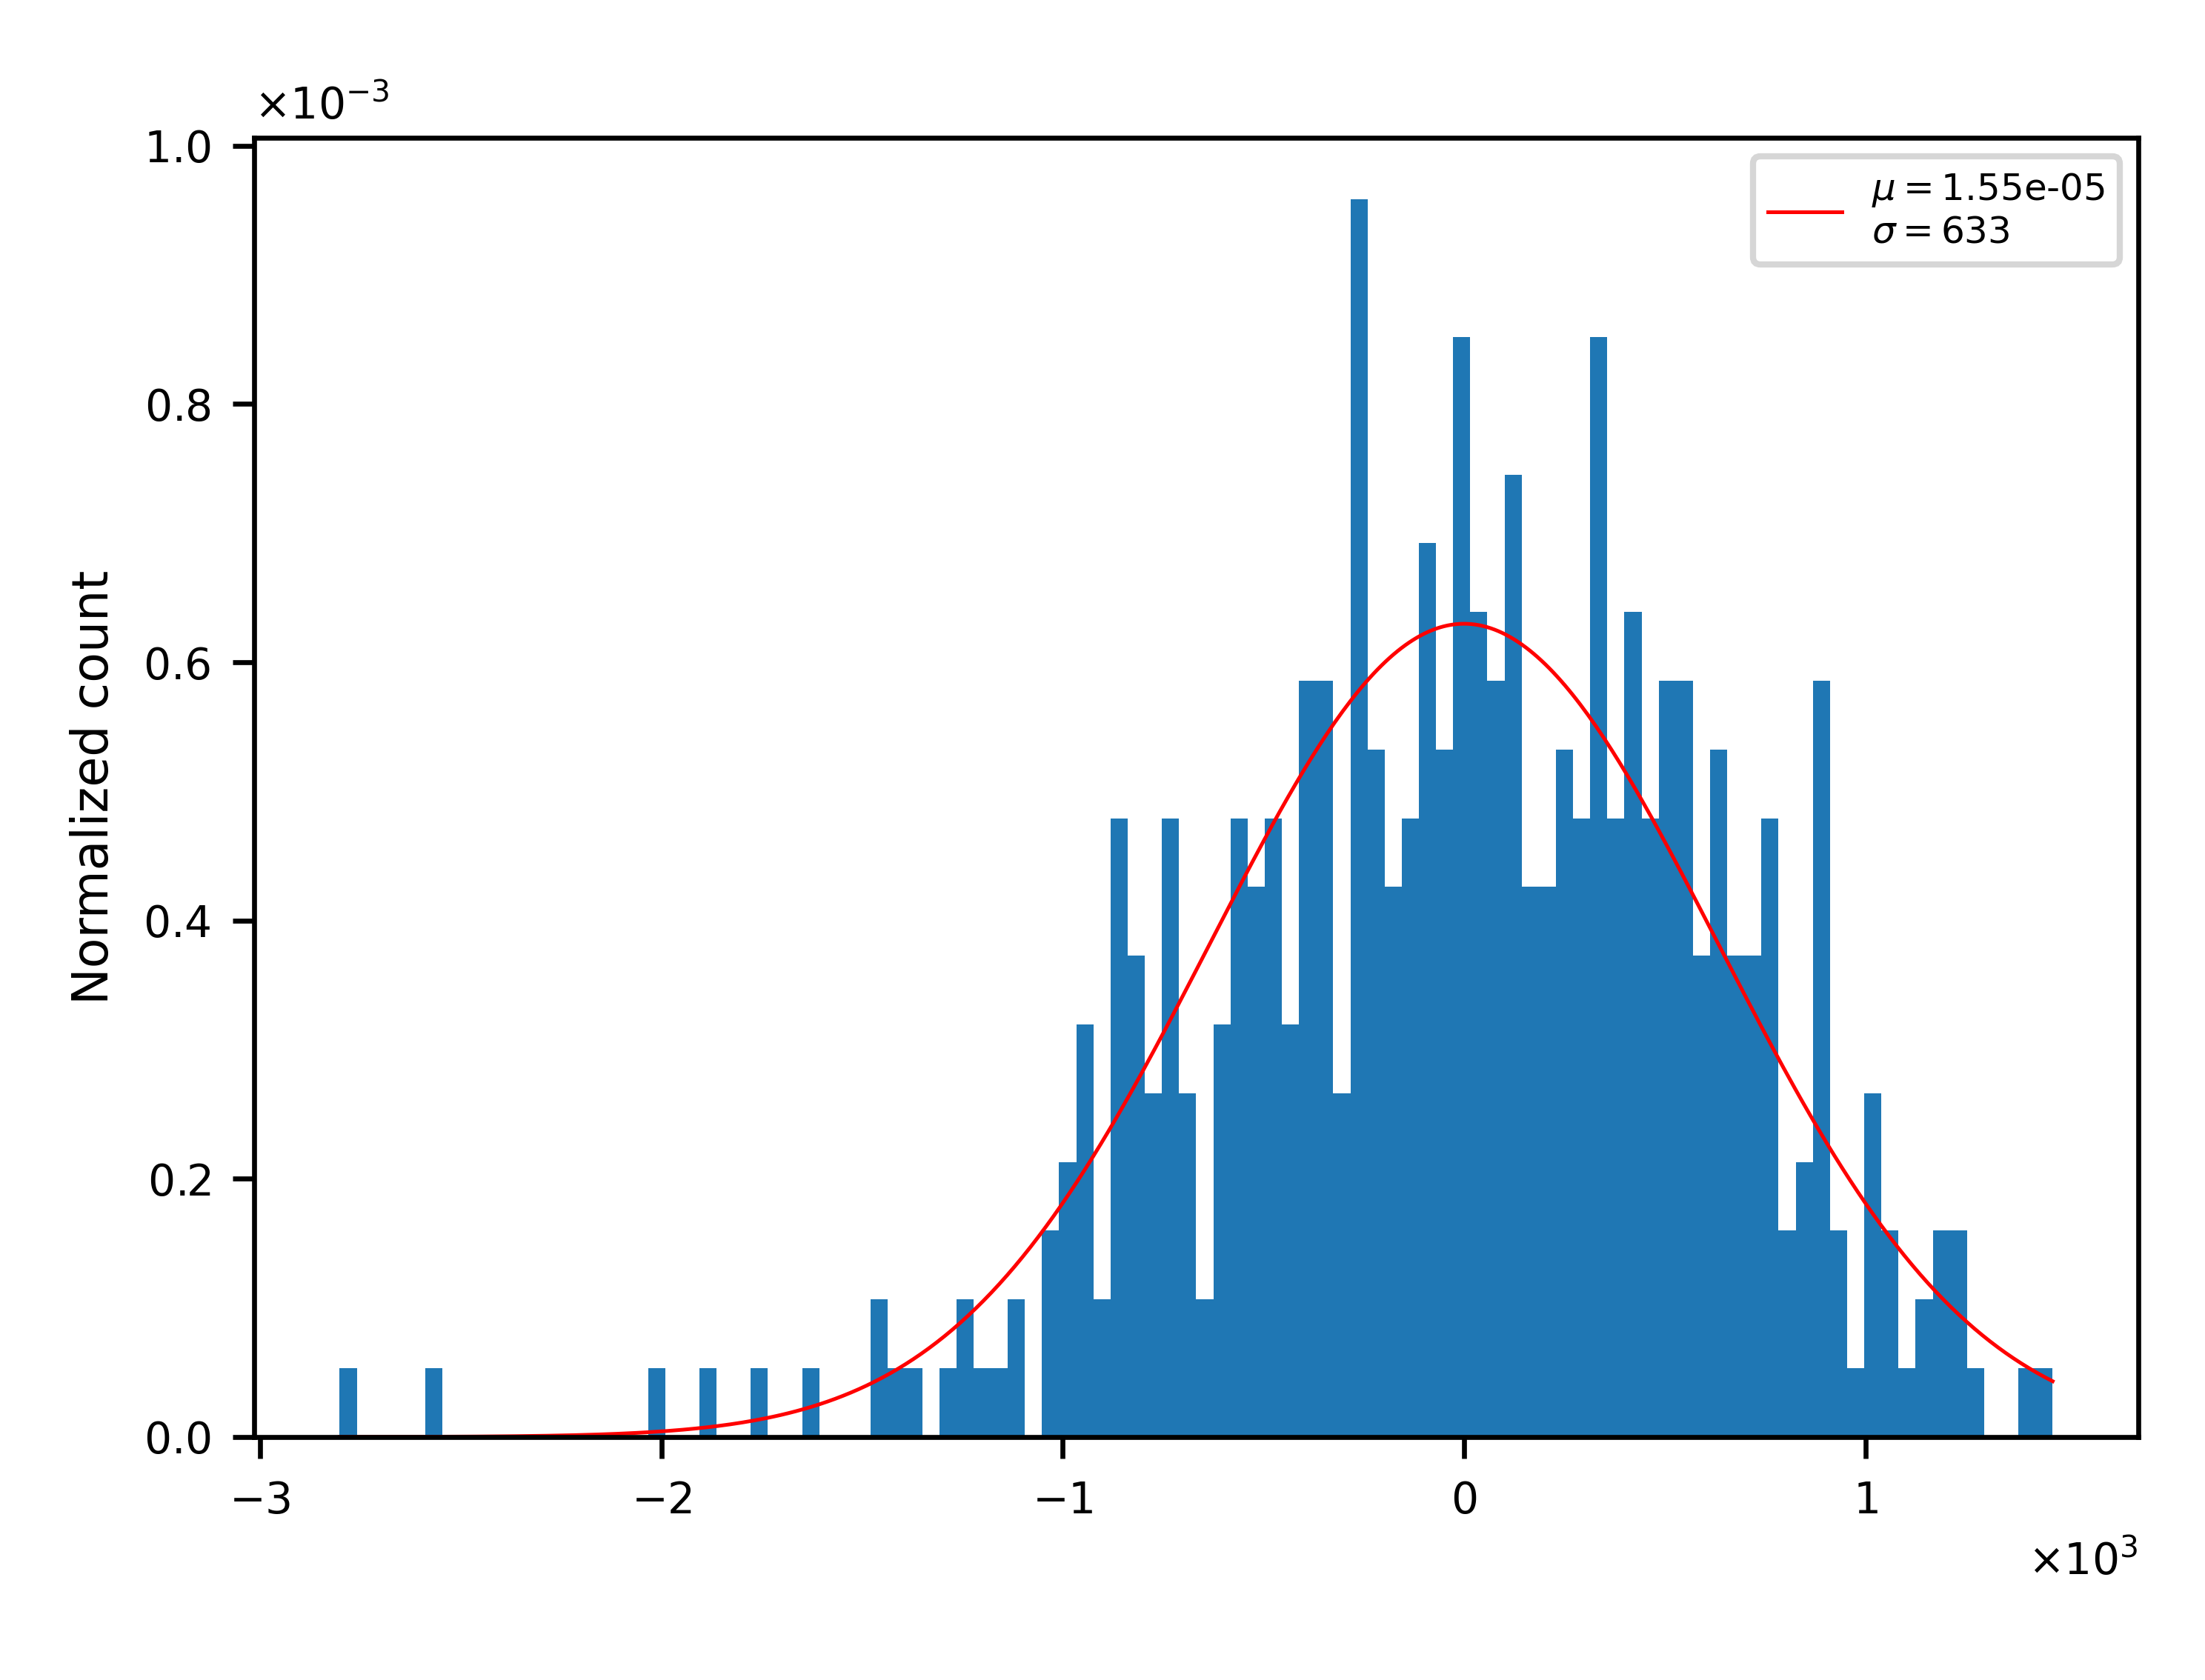 ×10⁻³
1.0
0.8
0.6
0.4
0.2
0.0
Normalized count
μ = 1.55e-05
σ = 633
−3 −2 −1 0 1
×10³